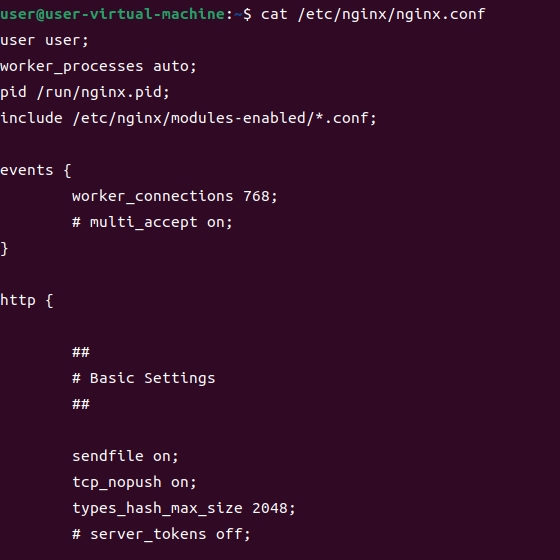 user@user-virtual-machine:~$ cat /etc/nginx/nginx.conf
user user;
worker_processes auto;
pid /run/nginx.pid;
include /etc/nginx/modules-enabled/*.conf;

events {
        worker_connections 768;
        # multi_accept on;
}

http {

        ##
        # Basic Settings
        ##

        sendfile on;
        tcp_nopush on;
        types_hash_max_size 2048;
        # server_tokens off;